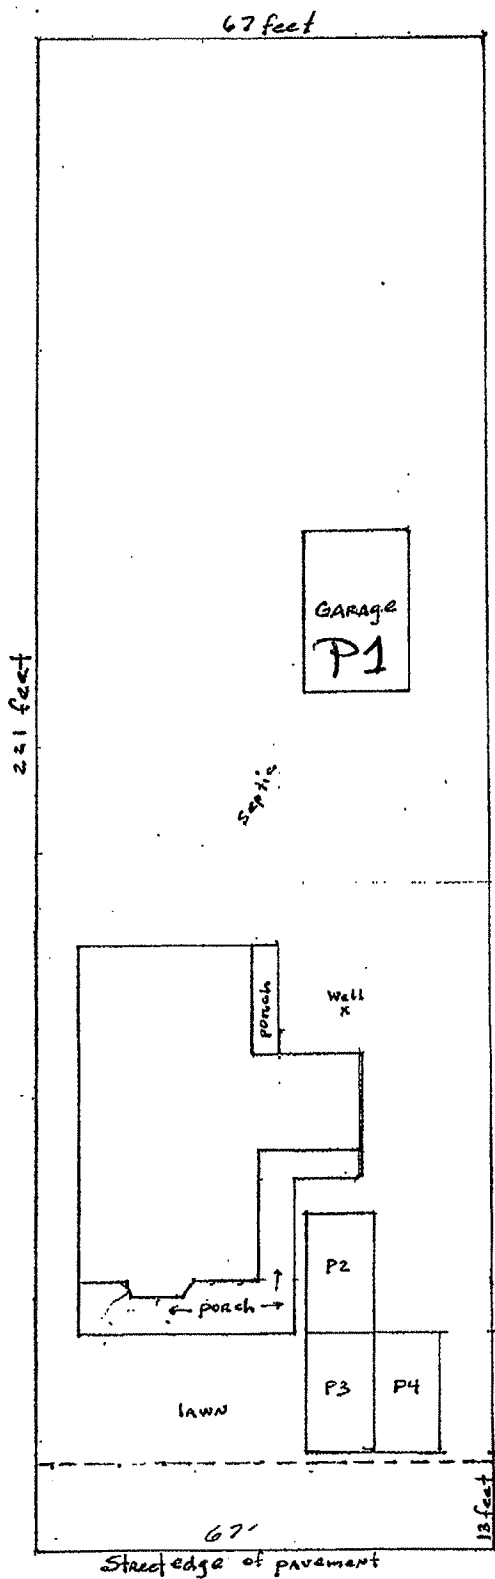 67 feet
GARAGE
P1
221 feet
Septic
porch
Well
x
P2
← porch →
P3
P4
LAWN
13 feet
67'
Street edge of pavement